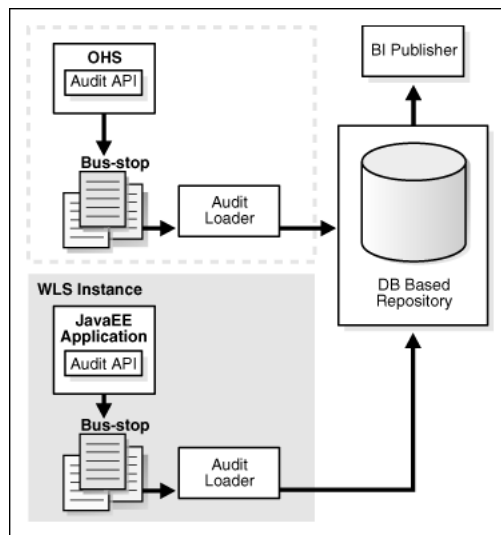 OHS
Audit API
Bus-stop
Audit
Loader
BI Publisher
DB Based
Repository
WLS Instance
JavaEE
Application
Audit API
Bus-stop
Audit
Loader